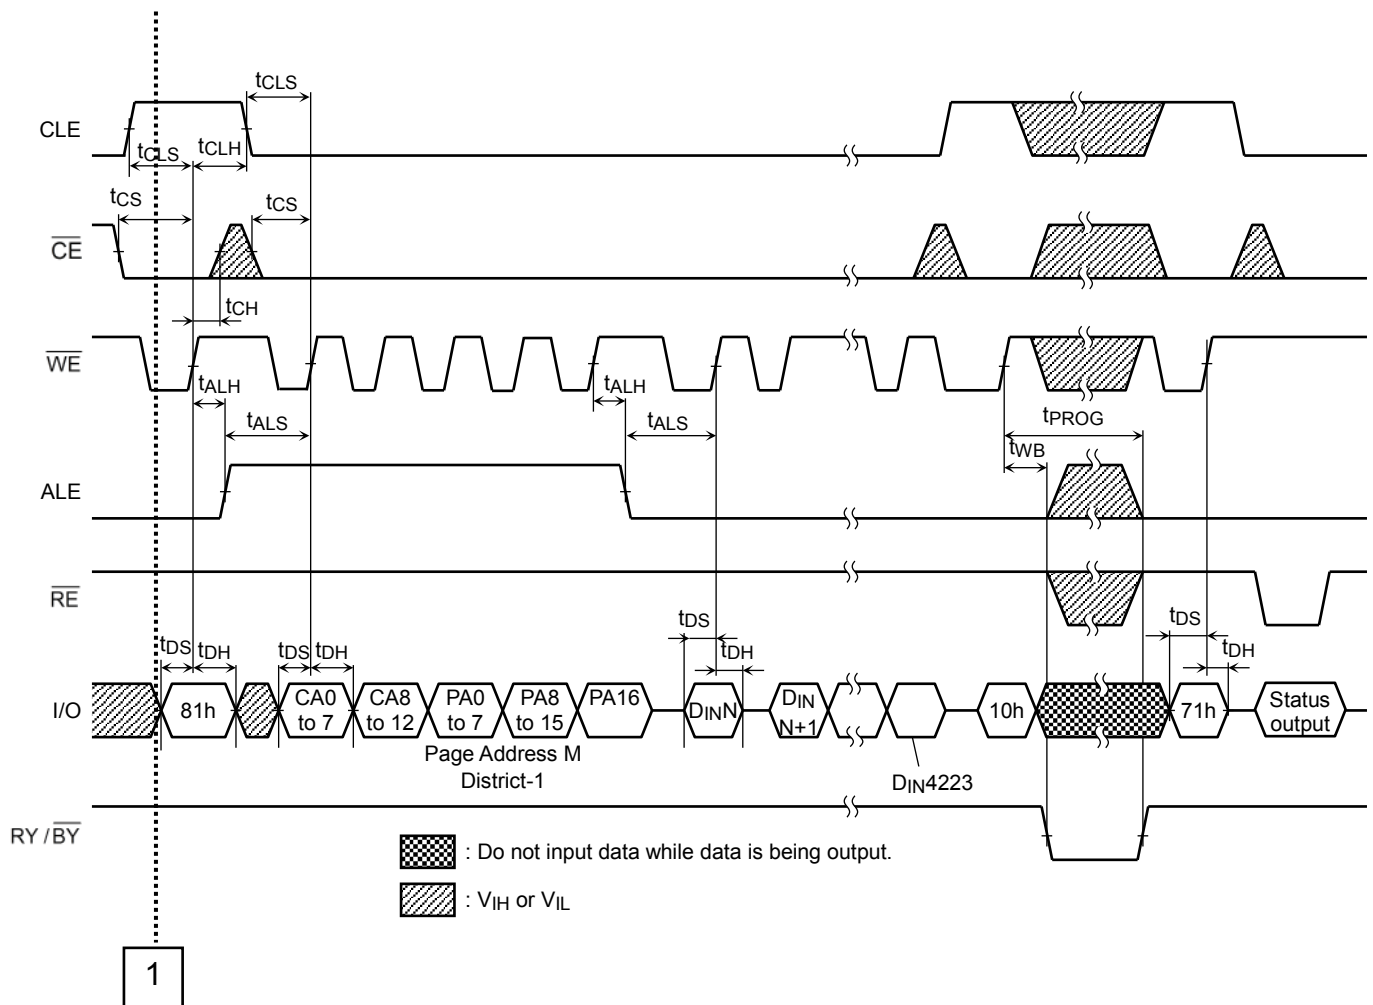 tCLS
CLE
tCLS
tCLH
tCS
tCS
CE
tCH
WE
tALH
tALH
tALS
tALS
tPROG
tWB
ALE
RE
tDS
tDH
tDS
tDH
tDS
tDH
tDS
tDH
I/O
81h
CA0 to 7
CA8 to 12
PA0 to 7
PA8 to 15
PA16
DINN
DIN N+1
10h
71h
Status output
Page Address M
District-1
DIN4223
RY / BY
: Do not input data while data is being output.
: VIH or VIL
1